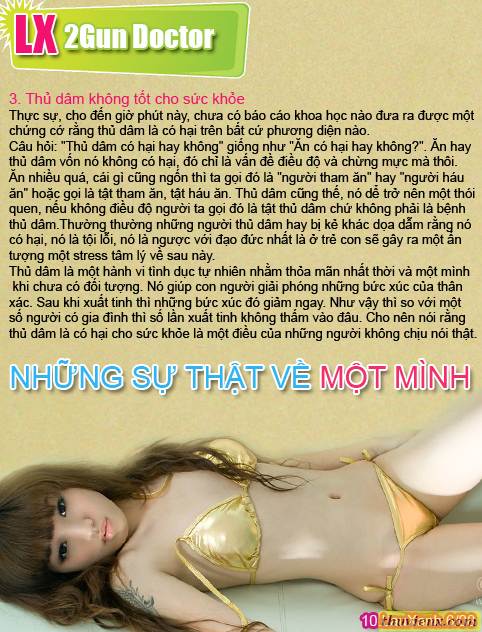 LX 2Gun Doctor
3. Thủ dâm không tốt cho sức khỏe
Thực sự, cho đến giờ phút này, chưa có báo cáo khoa học nào đưa ra được một
chứng cớ rằng thủ dâm là có hại trên bất cứ phương diện nào.
Câu hỏi: "Thủ dâm có hại hay không" giống như "Ăn có hại hay không?". Ăn hay
thủ dâm vốn nó không có hại, đó chỉ là vấn đề điều độ và chừng mực mà thôi.
Ăn nhiều quá, cái gì cũng ngốn thì ta gọi đó là "người tham ăn" hay "người háu
ăn" hoặc gọi là tật tham ăn, tật háu ăn. Thủ dâm cũng thế, nó dễ trở nên một thói
quen, nếu không điều độ người ta gọi đó là tật thủ dâm chứ không phải là bệnh
thủ dâm.Thường thường những người thủ dâm hay bị kẻ khác dọa dẫm rằng nó
có hại, nó là tội lỗi, nó là ngược với đạo đức nhất là ở trẻ con sẽ gây ra một ấn
tượng một stress tâm lý về sau này.
Thủ dâm là một hành vi tình dục tự nhiên nhằm thỏa mãn nhất thời và một mình
khi chưa có đối tượng. Nó giúp con người giải phóng những bức xúc của thân
xác. Sau khi xuất tinh thì những bức xúc đó giảm ngay. Như vậy thì so với một
số người có gia đình thì số lần xuất tinh không thấm vào đâu. Cho nên nói rằng
thủ dâm là có hại cho sức khỏe là một điều của những người không chịu nói thật.
NHỮNG SỰ THẬT VỀ MỘT MÌNH
10
thuyfenix.com